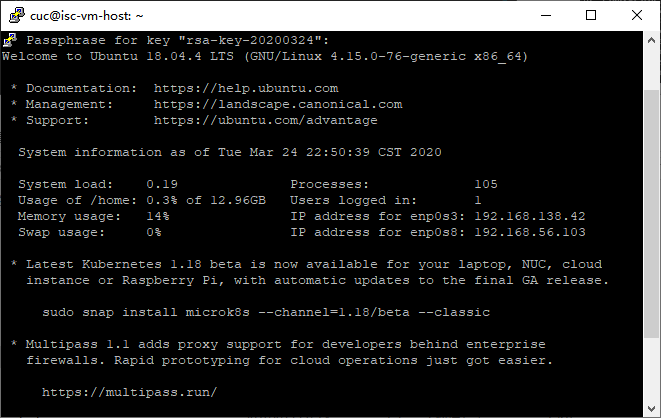 cuc@isc-vm-host: ~
Passphrase for key "rsa-key-20200324":
Welcome to Ubuntu 18.04.4 LTS (GNU/Linux 4.15.0-76-generic x86_64)
* Documentation:  https://help.ubuntu.com
* Management:     https://landscape.canonical.com
* Support:        https://ubuntu.com/advantage
System information as of Tue Mar 24 22:50:39 CST 2020
System load:    0.19              Processes:             105
Usage of /home: 0.3% of 12.96GB   Users logged in:       1
Memory usage:   14%               IP address for enp0s3: 192.168.138.42
Swap usage:     0%                IP address for enp0s8: 192.168.56.103
* Latest Kubernetes 1.18 beta is now available for your laptop, NUC, cloud
instance or Raspberry Pi, with automatic updates to the final GA release.
sudo snap install microk8s --channel=1.18/beta --classic
* Multipass 1.1 adds proxy support for developers behind enterprise
firewalls. Rapid prototyping for cloud operations just got easier.
https://multipass.run/